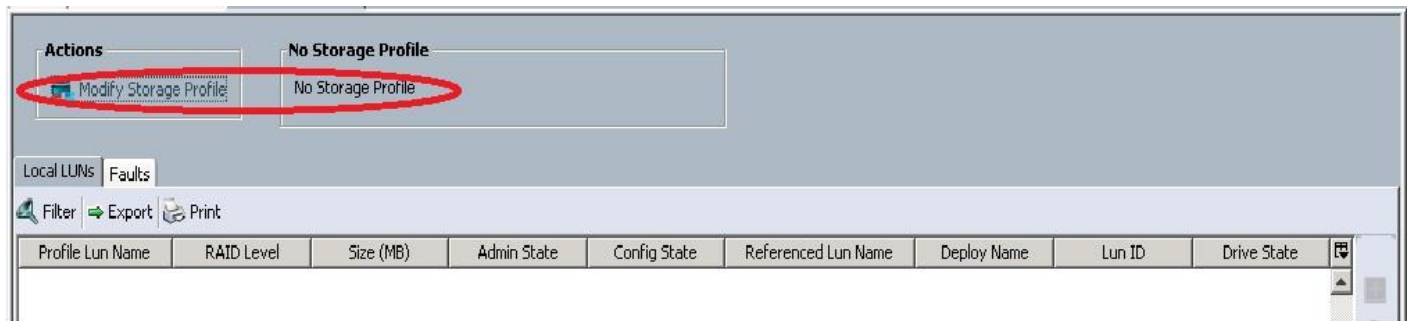 Actions
No Storage Profile
Modify Storage Profile
No Storage Profile
Local LUNs
Faults
Filter
Export
Print
Profile Lun Name
RAID Level
Size (MB)
Admin State
Config State
Referenced Lun Name
Deploy Name
Lun ID
Drive State